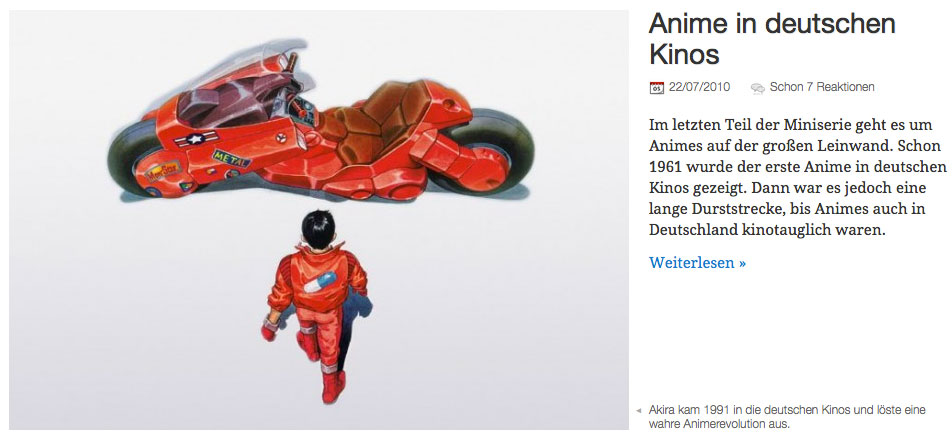 METAL
Anime in deutschen
Kinos
22/07/2010
Schon 7 Reaktionen
Im letzten Teil der Miniserie geht es um
Animes auf der großen Leinwand. Schon
1961 wurde der erste Anime in deutschen
Kinos gezeigt. Dann war es jedoch eine
lange Durststrecke, bis Animes auch in
Deutschland kinotauglich waren.
Weiterlesen »
Akira kam 1991 in die deutschen Kinos und löste eine
wahre Animerevolution aus.